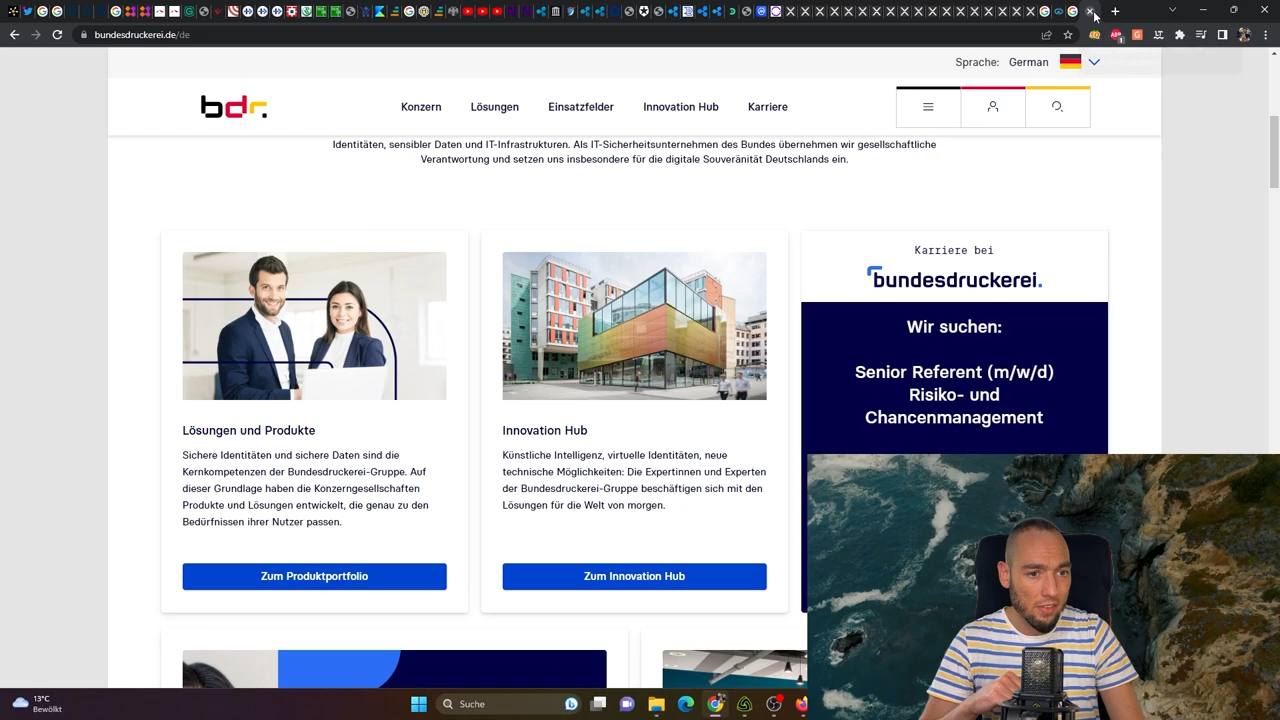 bundesdruckerei.de/de
Sprache: German
bdr.
Konzern Lösungen Einsatzfelder Innovation Hub Karriere
Identitäten, sensibler Daten und IT-Infrastrukturen. Als IT-Sicherheitsunternehmen des Bundes übernehmen wir gesellschaftliche
Verantwortung und setzen uns insbesondere für die digitale Souveränität Deutschlands ein.
Lösungen und Produkte
Sichere Identitäten und sichere Daten sind die
Kernkompetenzen der Bundesdruckerei-Gruppe. Auf
dieser Grundlage haben die Konzerngesellschaften
Produkte und Lösungen entwickelt, die genau zu den
Bedürfnissen ihrer Nutzer passen.
Zum Produktportfolio
Innovation Hub
Künstliche Intelligenz, virtuelle Identitäten, neue
technische Möglichkeiten: Die Expertinnen und Experten
der Bundesdruckerei-Gruppe beschäftigen sich mit den
Lösungen für die Welt von morgen.
Zum Innovation Hub
Karriere bei
bundesdruckerei.
Wir suchen:
Senior Referent (m/w/d)
Risiko- und
Chancenmanagement
13°C
Bewölkt
Suche